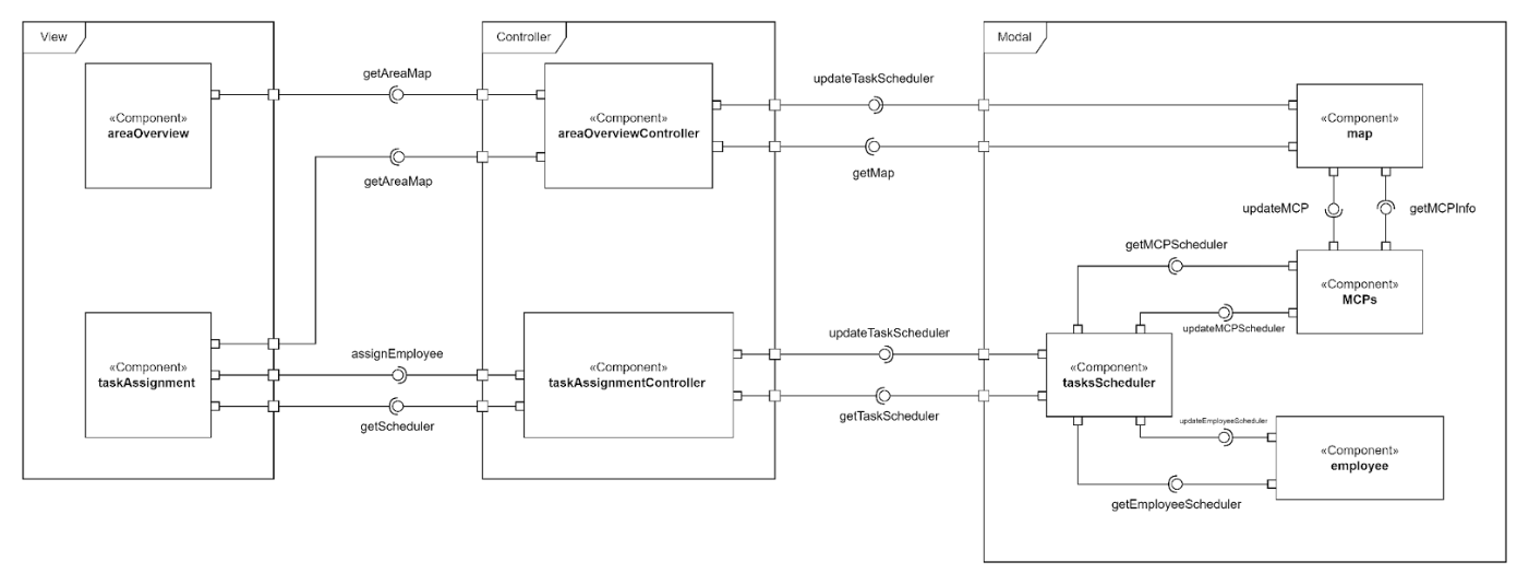 View
Controller
Modal
getAreaMap
updateTaskScheduler
«Component»
areaOverview
«Component»
areaOverviewController
«Component»
map
getAreaMap
getMap
updateMCP
getMCPInfo
getMCPScheduler
«Component»
MCPs
updateMCPScheduler
assignEmployee
updateTaskScheduler
«Component»
taskAssignment
«Component»
taskAssignmentController
«Component»
tasksScheduler
getScheduler
getTaskScheduler
updateEmployeeScheduler
«Component»
employee
getEmployeeScheduler